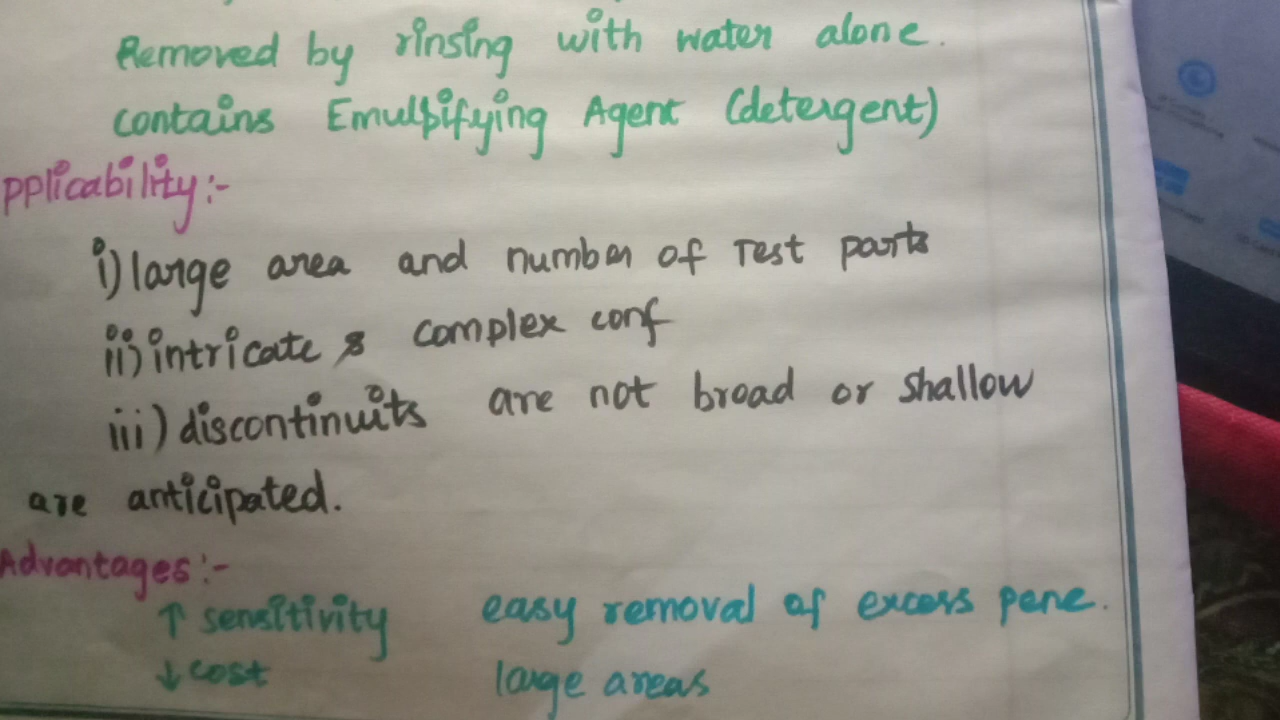 Removed by rinsing with water alone.
contains Emulsifying Agent (detergent)
pplicability:-
i) large area and number of Test parts
ii) intricate & complex conf
iii) discontinuits are not broad or shallow
are anticipated.
Advantages:-
↑ sensitivity easy removal of excess pene.
↓ cost large areas